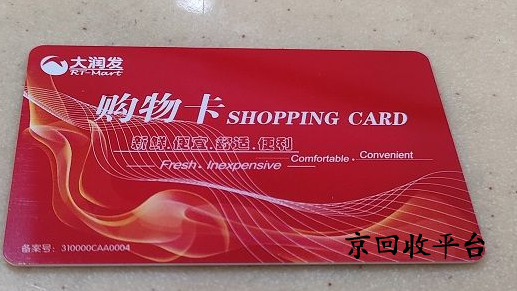 大润发
RT-Mart
购物卡 SHOPPING CARD
新鲜.便宜.舒适.便利
Fresh. Inexpensive Comfortable. Convenient
备案号：310000CAA0004
京回收平台